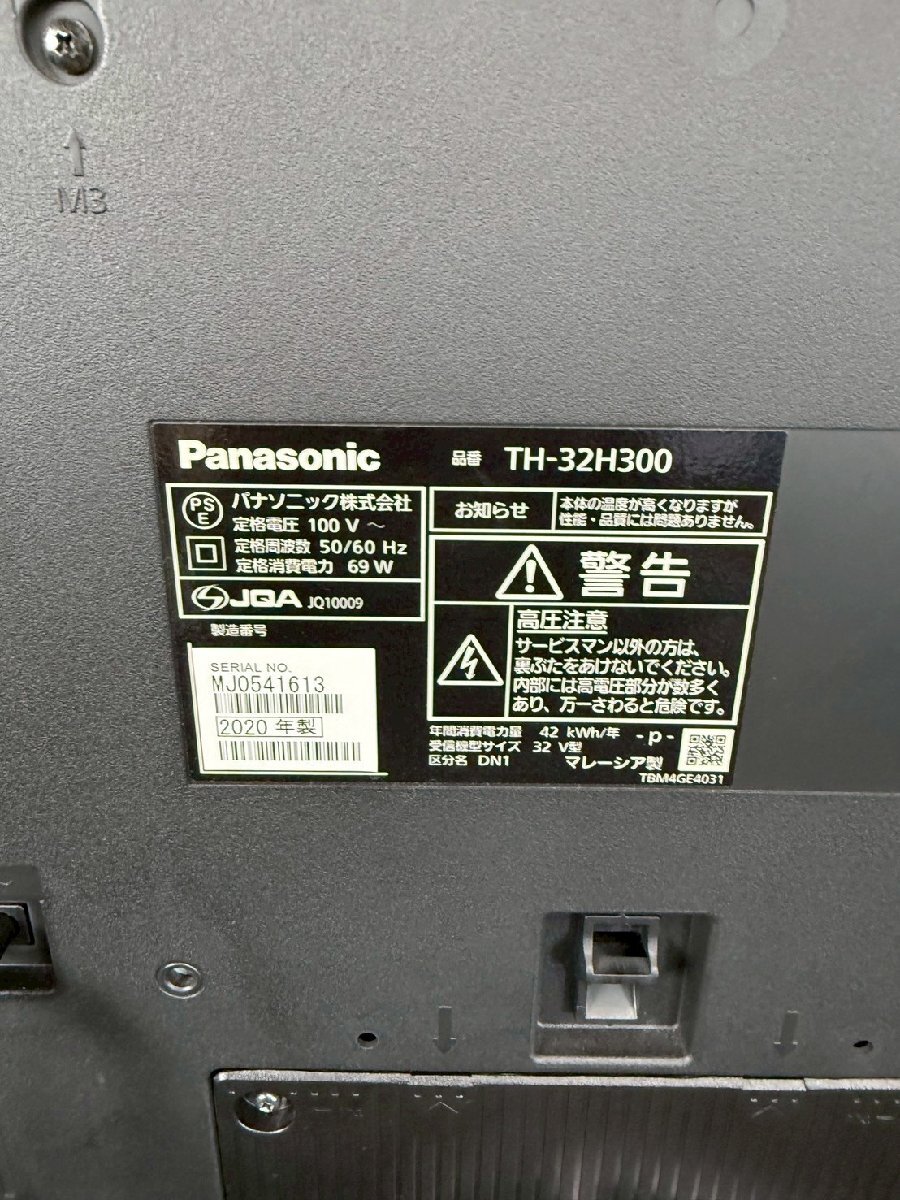 M3
Panasonic 品番 TH-32H300
PS
E
パナソニック株式会社
定格電圧 100 V ～
定格周波数 50/60 Hz
定格消費電力 69 W
JQA JQ10009
製造番号
SERIAL NO.
MJ0541613
2020 年製
お知らせ
本体の温度が高くなりますが
性能・品質には問題ありません。
警告
高圧注意
サービスマン以外の方は、
裏ぶたをあけないでください。
内部には高電圧部分が数多く
あり、万一さわると危険です。
年間消費電力量 42 kWh/年 -p-
受信機型サイズ 32 V型
区分名 DN1 マレーシア製
TBM4GE4031